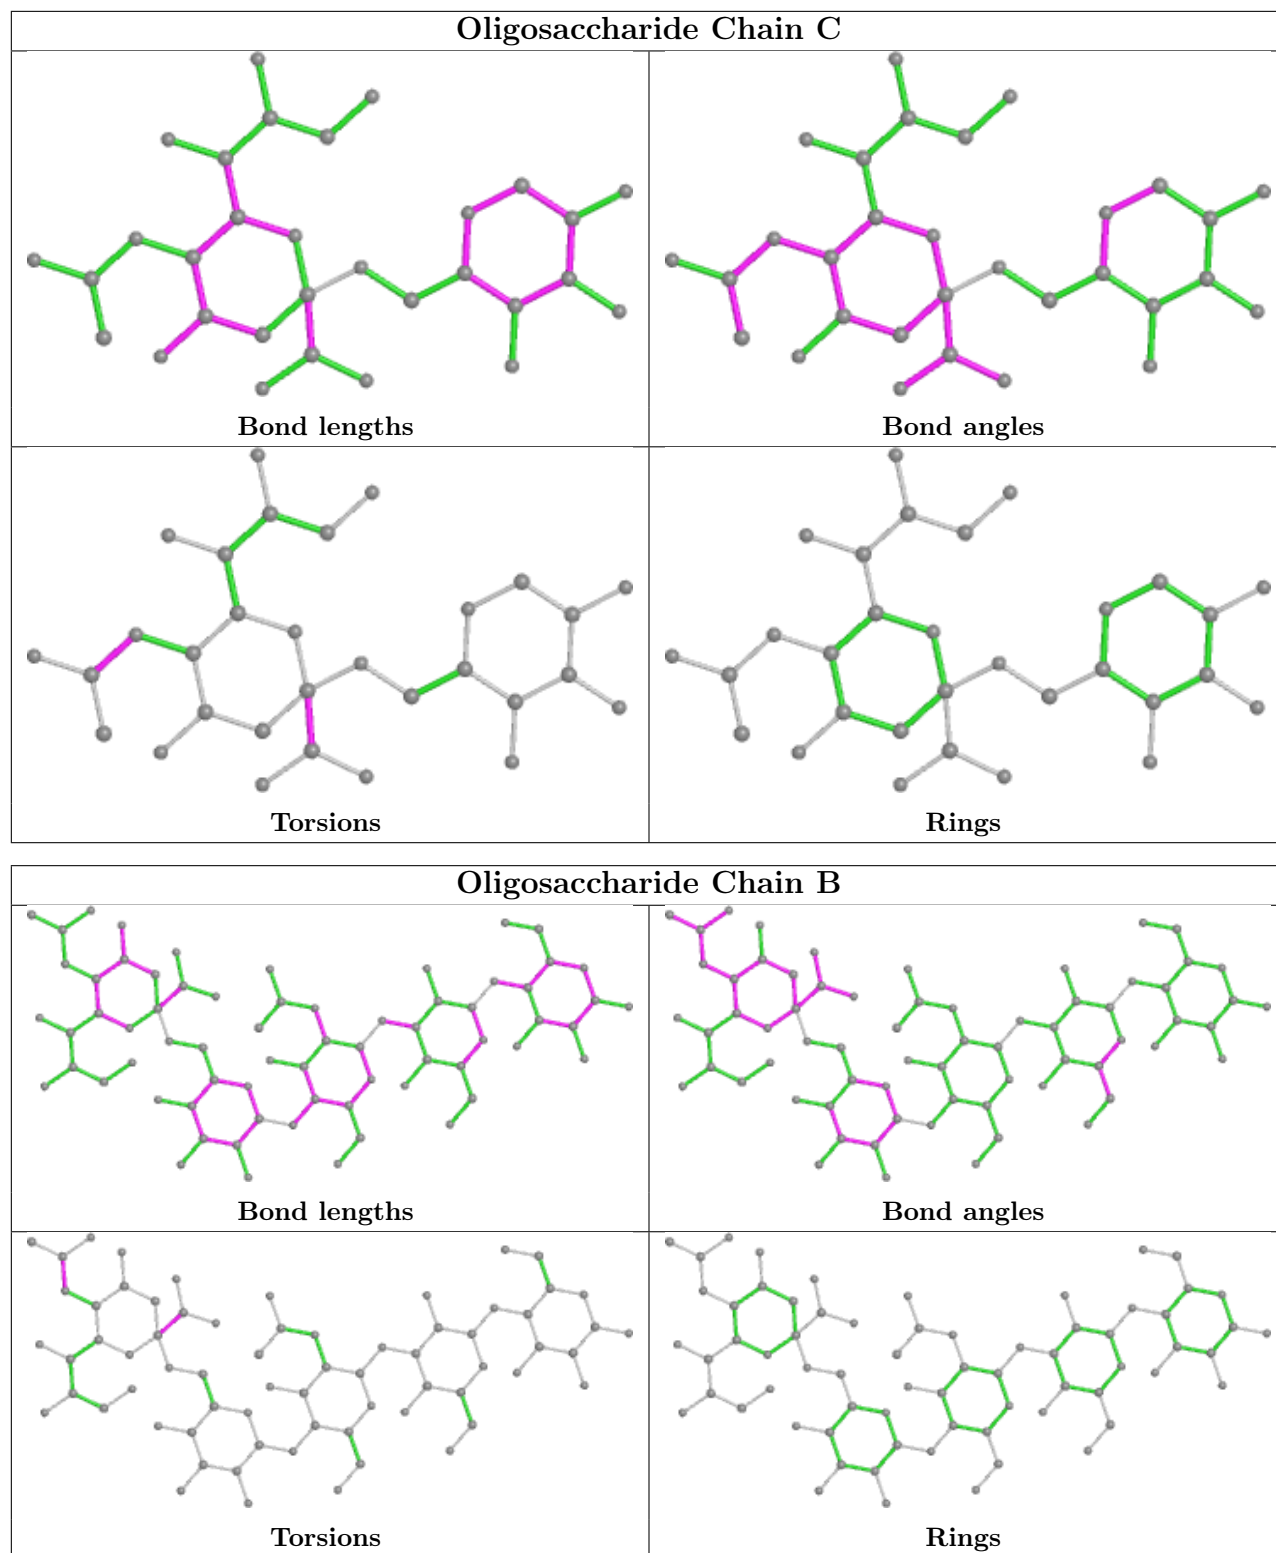 Oligosaccharide Chain C
Bond lengths
Bond angles
Torsions
Rings
Oligosaccharide Chain B
Bond lengths
Bond angles
Torsions
Rings